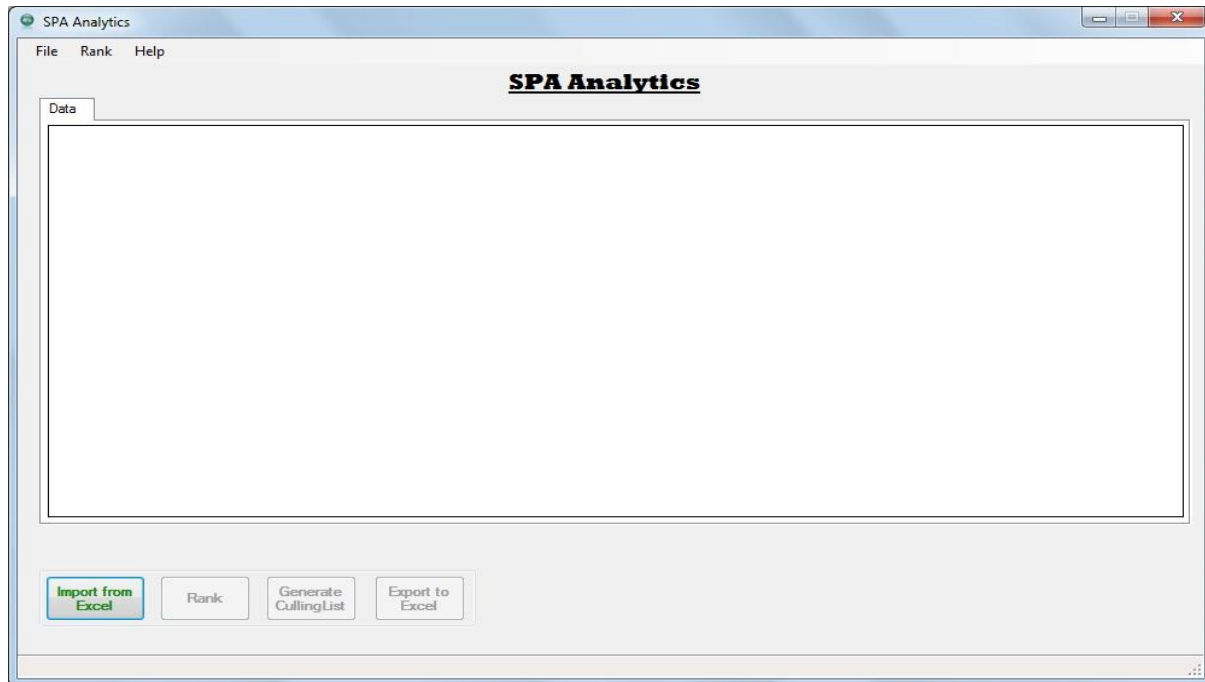 SPA Analytics
File Rank Help
SPA Analytics
Data
Import from
Excel
Rank
Generate
CullingList
Export to
Excel